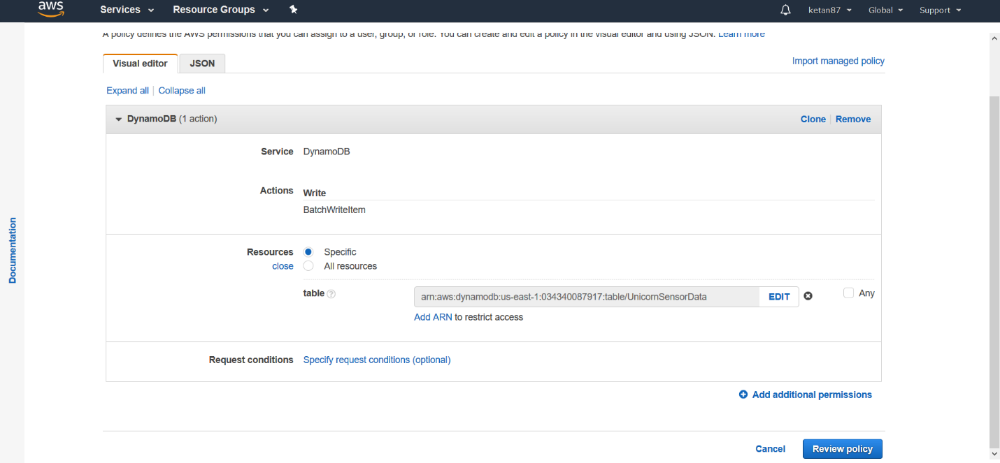 aws Services Resource Groups ketan87 Global Support
A policy defines the AWS permissions that you can assign to a user, group, or role. You can create and edit a policy in the visual editor and using JSON. Learn more
Visual editor JSON Import managed policy
Expand all Collapse all
DynamoDB (1 action) Clone Remove
Service DynamoDB
Actions Write
BatchWriteItem
Documentation
Resources Specific
close All resources
table ? arn:aws:dynamodb:us-east-1:034340087917:table/UnicornSensorData EDIT Any
Add ARN to restrict access
Request conditions Specify request conditions (optional)
Add additional permissions
Cancel Review policy